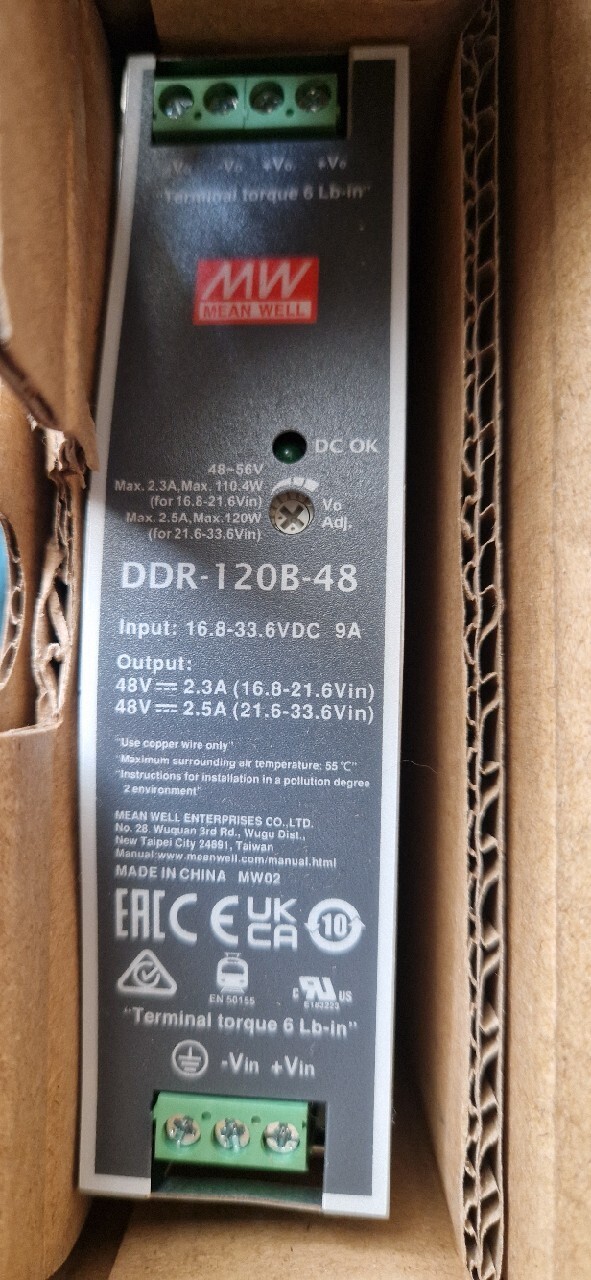 -Vo -Vo +Vo +Vo
"Terminal torque 6 Lb-in"
MW
MEAN WELL
DC OK
48~56V
Max. 2.3A,Max. 110.4W
(for 16.8-21.6Vin)
Max. 2.5A,Max.120W
(for 21.6-33.6Vin)
Vo
Adj.
DDR-120B-48
Input: 16.8-33.6VDC 9A
Output:
48V⎓2.3A (16.8-21.6Vin)
48V⎓2.5A (21.6-33.6Vin)
"Use copper wire only"
"Maximum surrounding air temperature: 55℃"
"Instructions for installation in a pollution degree
2 environment"
MEAN WELL ENTERPRISES CO.,LTD.
No. 28, Wuquan 3rd Rd., Wugu Dist.,
New Taipei City 24891, Taiwan
Manual:www.meanwell.com/manual.html
MADE IN CHINA MW02
EAC CE UK
CA 10
EN 50155
c RU US
E183223
"Terminal torque 6 Lb-in"
-Vin +Vin